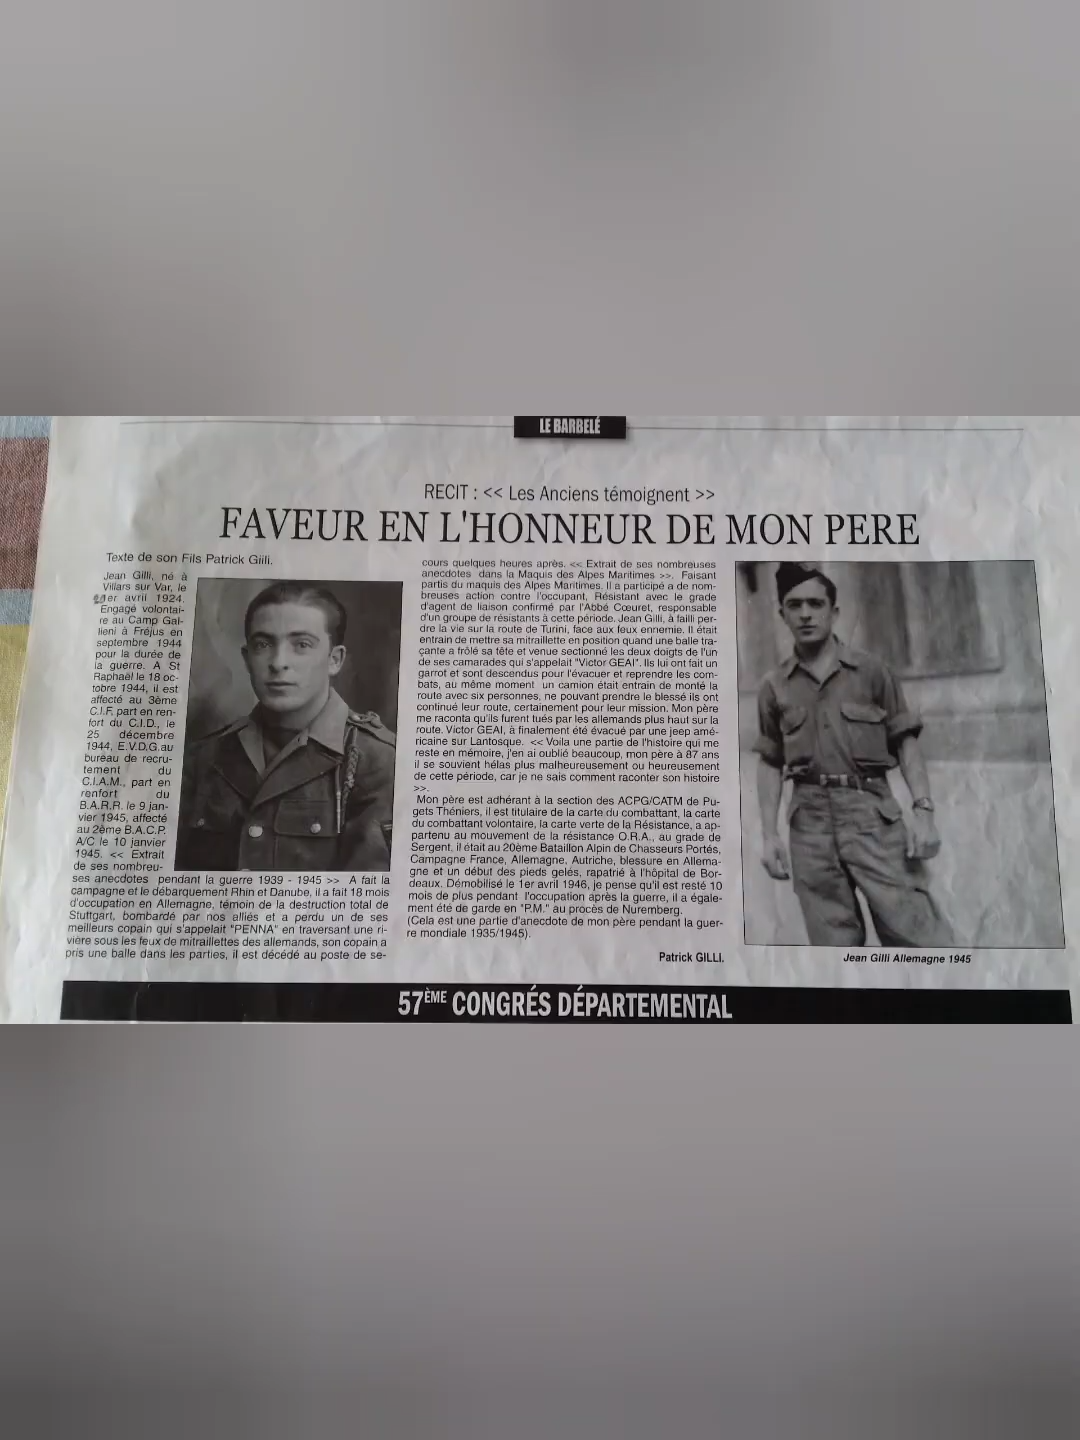 LE BARBELÉ
RECIT : << Les Anciens témoignent >>
FAVEUR EN L'HONNEUR DE MON PERE
Texte de son Fils Patrick Giili.
Jean Gilli, né à
Villars sur Var, le
1er avril 1924.
Engagé volontai-
re au Camp Gal-
lieni à Fréjus en
septembre 1944
pour la durée de
la guerre. A St
Raphaël le 18 oc-
tobre 1944, il est
affecté au 3ème
C.I.F, part en ren-
fort du C.I.D., le
25 décembre
1944, E.V.D.G.au
bureau de recru-
tement du
C.I.A.M., part en
renfort du
B.A.R.R. le 9 jan-
vier 1945, affecté
au 2ème B.A.C.P.
A/C le 10 janvier
1945. << Extrait
de ses nombreu-
ses anecdotes pendant la guerre 1939 - 1945 >> A fait la
campagne et le débarquement Rhin et Danube, il a fait 18 mois
d'occupation en Allemagne, témoin de la destruction total de
Stuttgart, bombardé par nos alliés et a perdu un de ses
meilleurs copain qui s'appelait "PENNA" en traversant une ri-
vière sous les feux de mitraillettes des allemands, son copain a
pris une balle dans les parties, il est décédé au poste de se-
cours quelques heures après. << Extrait de ses nombreuses
anecdotes dans la Maquis des Alpes Maritimes >>. Faisant
partis du maquis des Alpes Maritimes. Il a participé a de nom-
breuses action contre l'occupant, Résistant avec le grade
d'agent de liaison confirmé par l'Abbé Cœuret, responsable
d'un groupe de résistants à cette période. Jean Gilli, à failli per-
dre la vie sur la route de Turini, face aux feux ennemie. Il était
entrain de mettre sa mitraillette en position quand une balle tra-
çante a frôlé sa tête et venue sectionné les deux doigts de l'un
de ses camarades qui s'appelait "Victor GEAI". Ils lui ont fait un
garrot et sont descendus pour l'évacuer et reprendre les com-
bats, au même moment un camion était entrain de monté la
route avec six personnes, ne pouvant prendre le blessé ils ont
continué leur route, certainement pour leur mission. Mon père
me raconta qu'ils furent tués par les allemands plus haut sur la
route. Victor GEAI, à finalement été évacué par une jeep amé-
ricaine sur Lantosque. << Voila une partie de l'histoire qui me
reste en mémoire, j'en ai oublié beaucoup, mon père à 87 ans
il se souvient hélas plus malheureusement ou heureusement
de cette période, car je ne sais comment raconter son histoire
>>.
Mon père est adhérant à la section des ACPG/CATM de Pu-
gets Théniers, il est titulaire de la carte du combattant, la carte
du combattant volontaire, la carte verte de la Résistance, a ap-
partenu au mouvement de la résistance O.R.A., au grade de
Sergent, il était au 20ème Bataillon Alpin de Chasseurs Portés,
Campagne France, Allemagne, Autriche, blessure en Allema-
gne et un début des pieds gelés, rapatrié à l'hôpital de Bor-
deaux. Démobilisé le 1er avril 1946, je pense qu'il est resté 10
mois de plus pendant l'occupation après la guerre, il a égale-
ment été de garde en "P.M." au procès de Nuremberg.
(Cela est une partie d'anecdote de mon père pendant la guer-
re mondiale 1935/1945).
Patrick GILLI.
Jean Gilli Allemagne 1945
57ÈME CONGRÉS DÉPARTEMENTAL